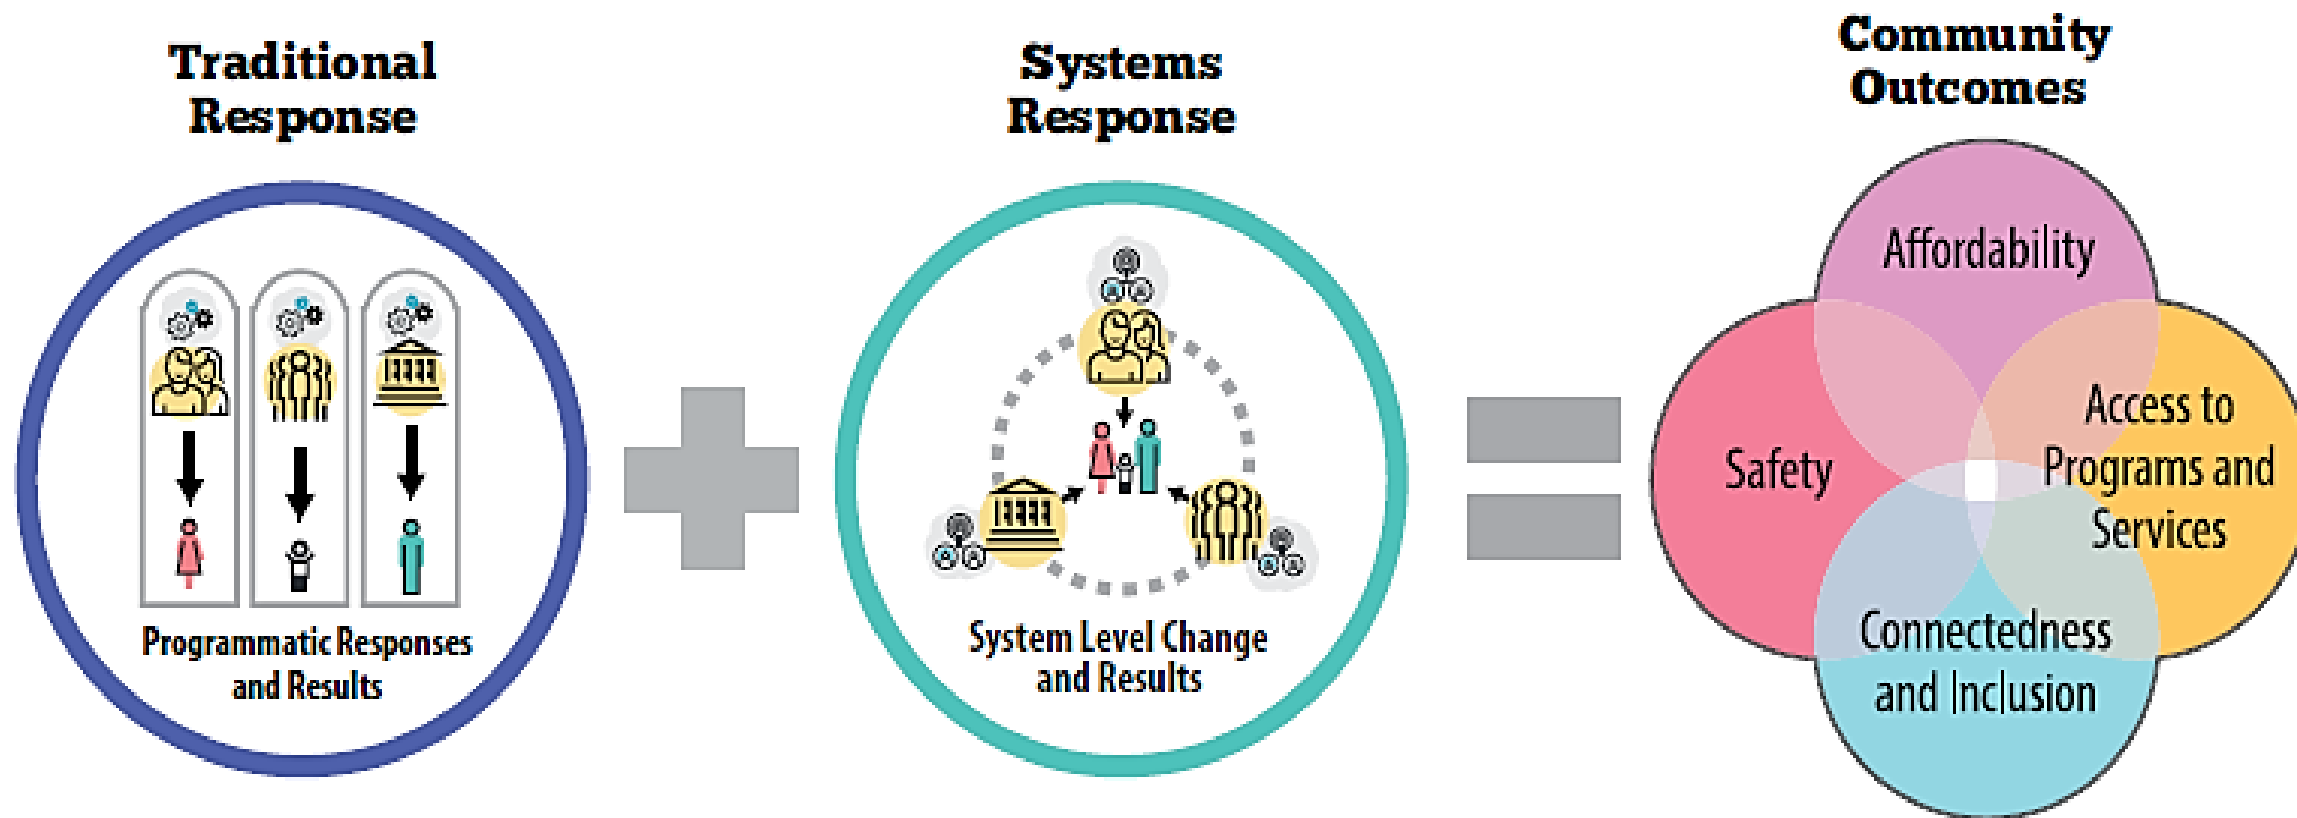 Traditional
Response
Programmatic Responses
and Results
Systems
Response
System Level Change
and Results
Community
Outcomes
Affordability
Safety
Access to
Programs and
Services
Connectedness
and Inclusion